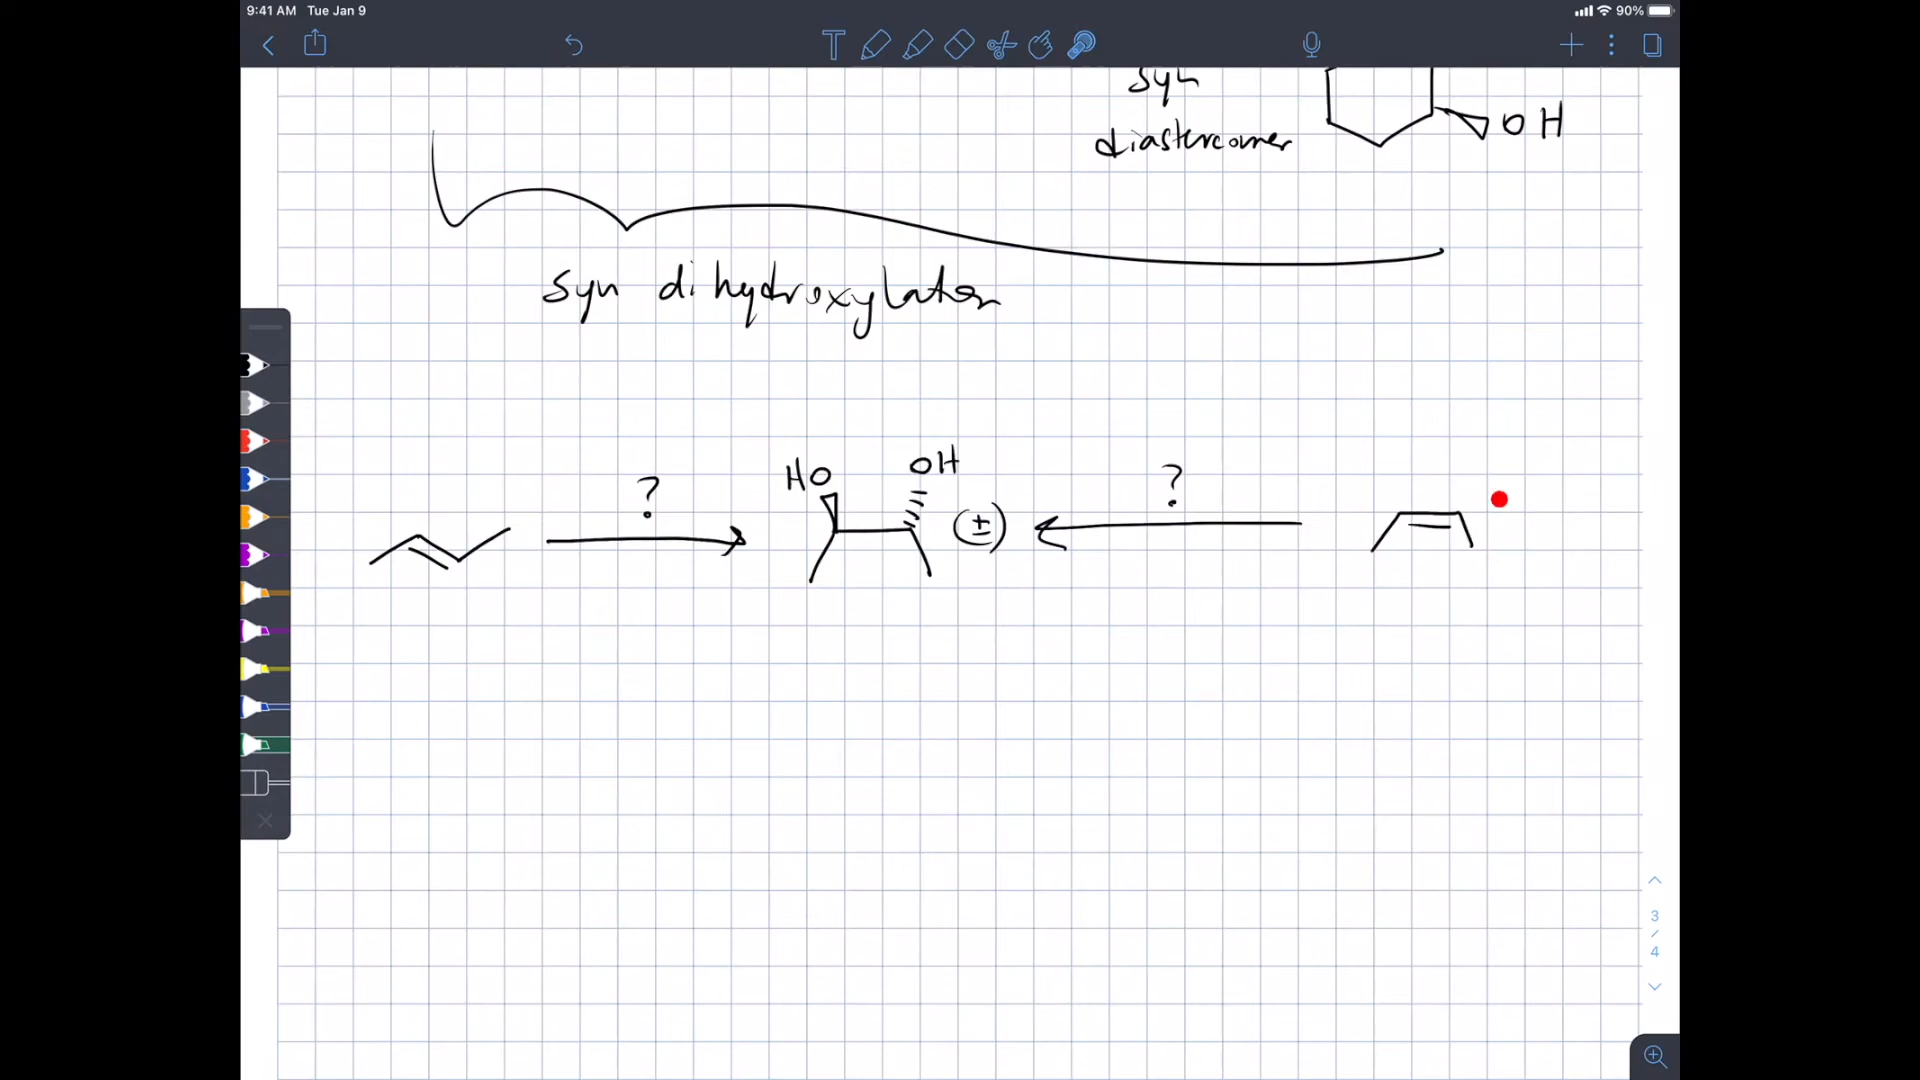 9:41 AM Tue Jan 9
90%
syn
diastereomer
OH
syn dihydroxylation
?
HO
OH
(±)
?
3
/
4